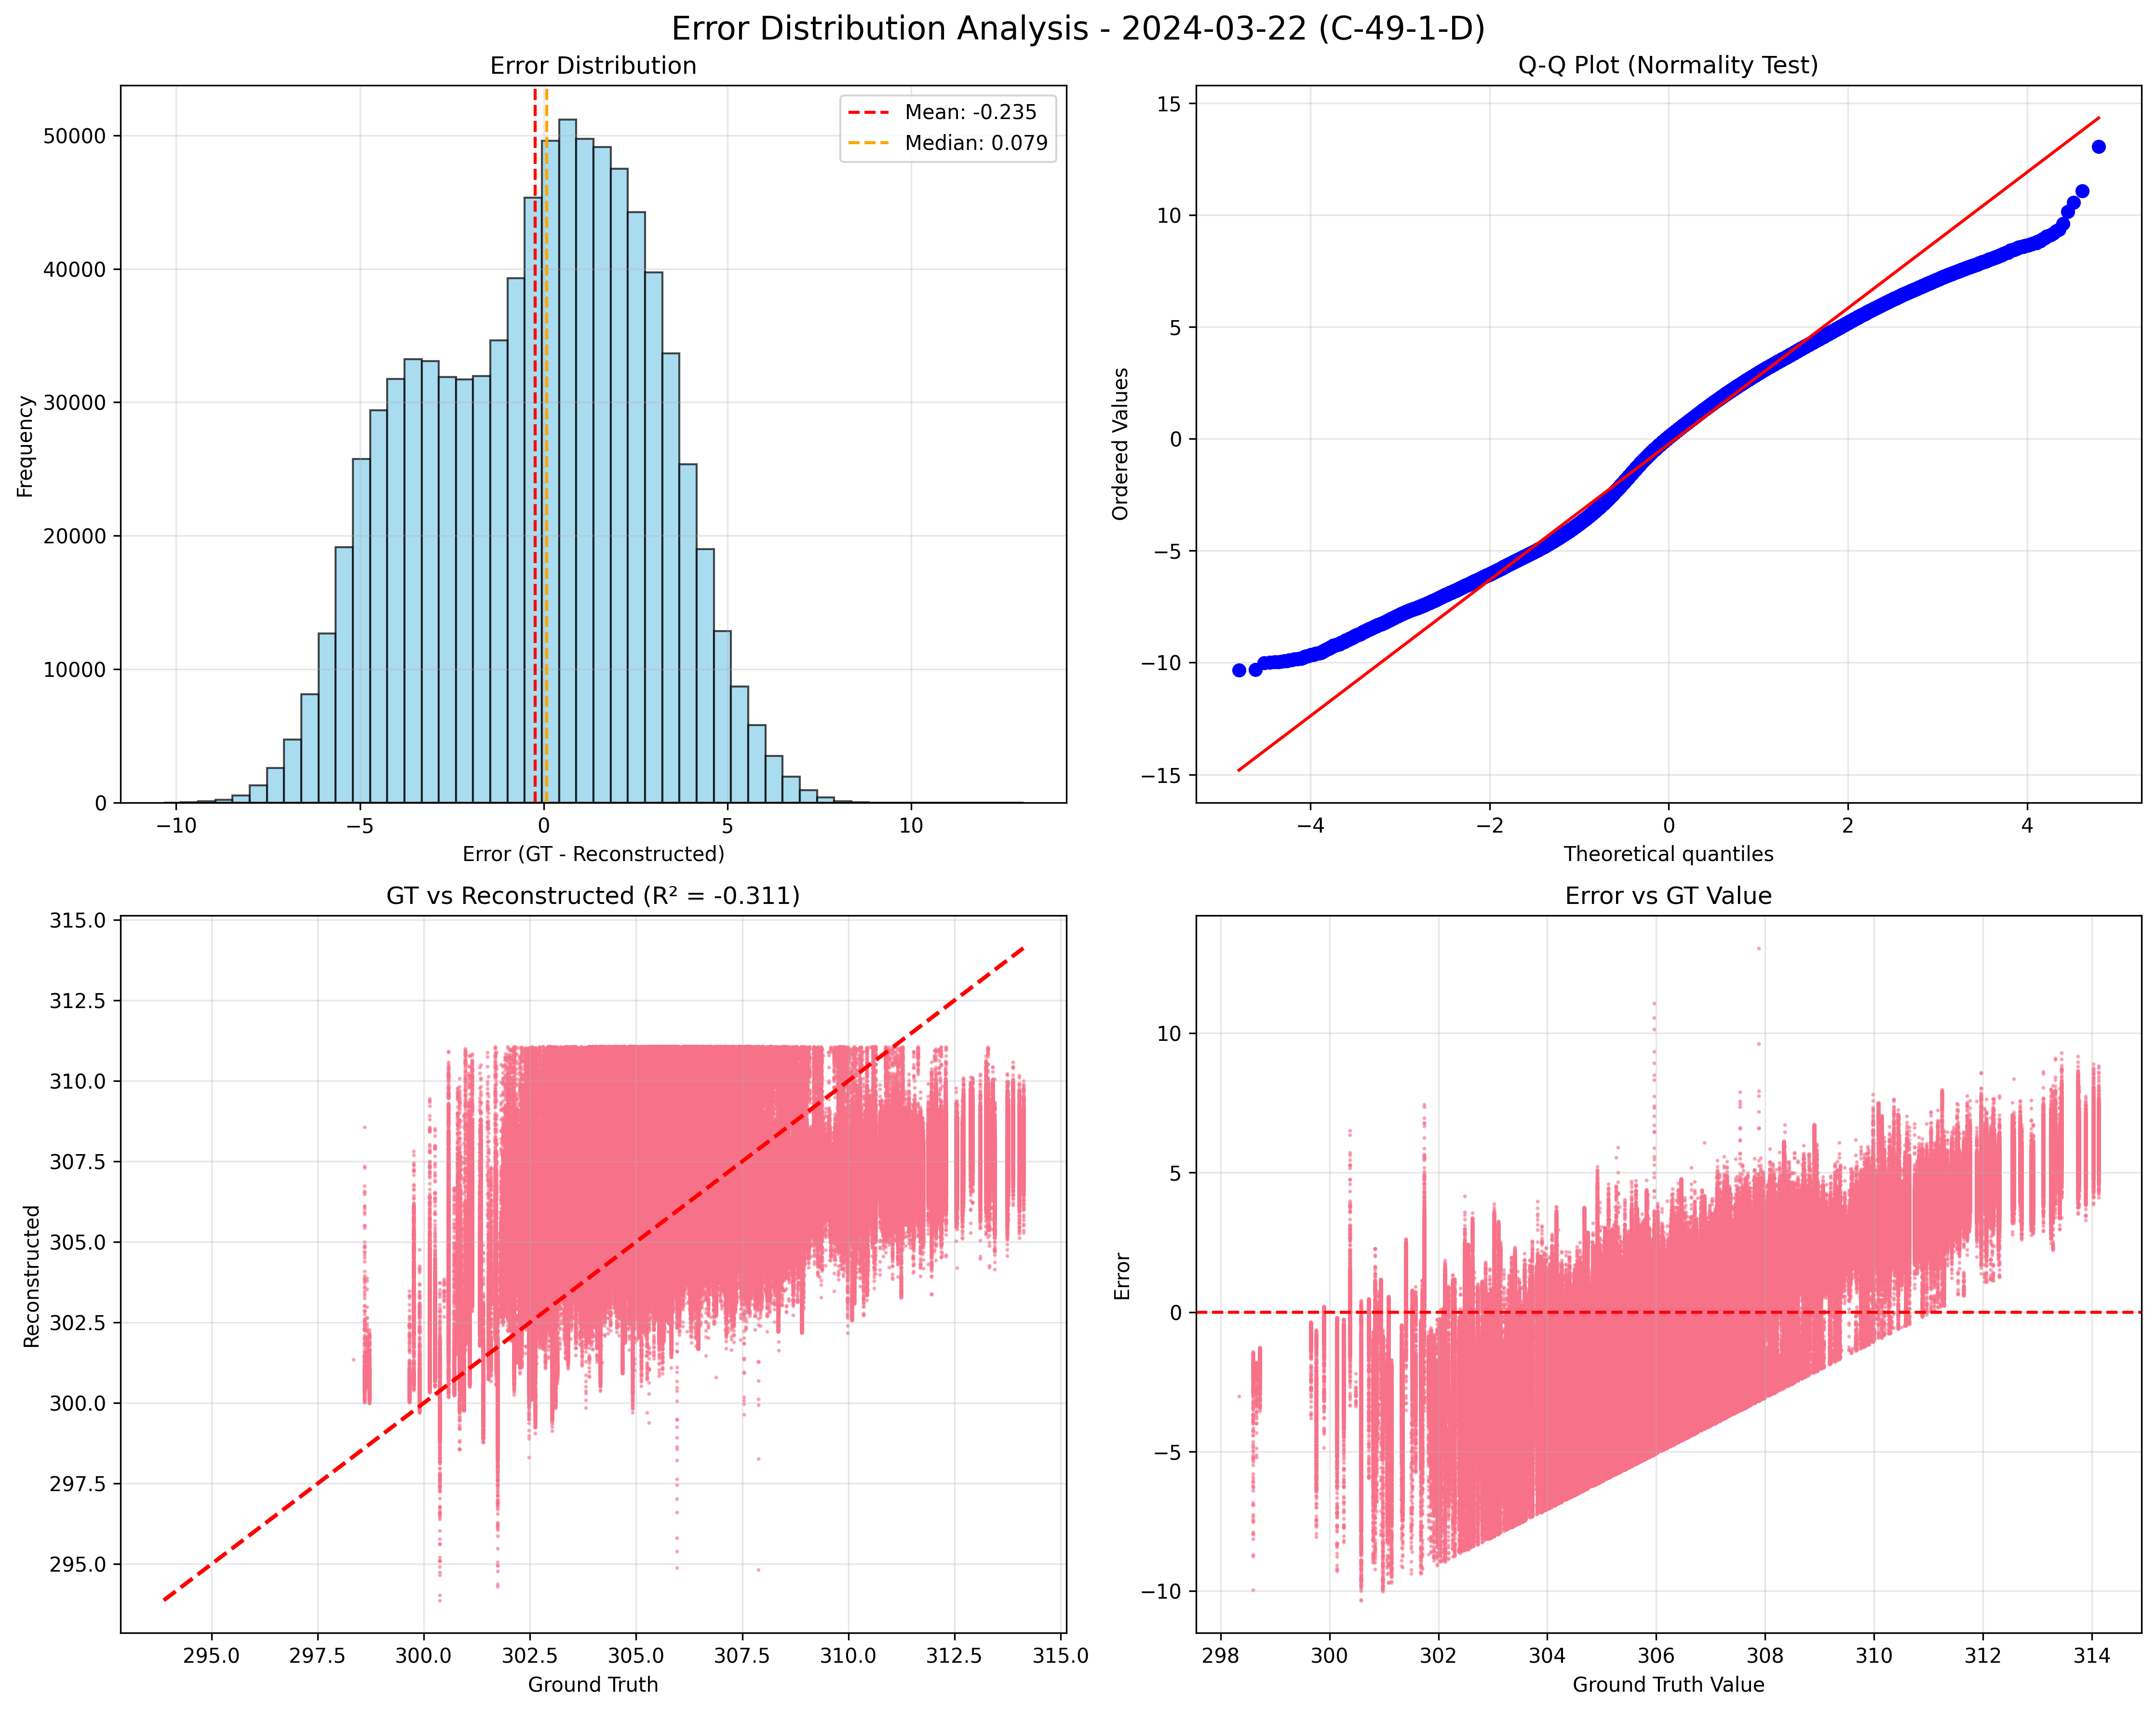 Error Distribution Analysis - 2024-03-22 (C-49-1-D)
Error Distribution
Mean: -0.235
Median: 0.079
Frequency
50000
40000
30000
20000
10000
0
−10 −5 0 5 10
Error (GT - Reconstructed)
Q-Q Plot (Normality Test)
Ordered Values
15
10
5
0
−5
−10
−15
−4 −2 0 2 4
Theoretical quantiles
GT vs Reconstructed (R² = -0.311)
Reconstructed
315.0
312.5
310.0
307.5
305.0
302.5
300.0
297.5
295.0
295.0 297.5 300.0 302.5 305.0 307.5 310.0 312.5 315.0
Ground Truth
Error vs GT Value
Error
10
5
0
−5
−10
298 300 302 304 306 308 310 312 314
Ground Truth Value